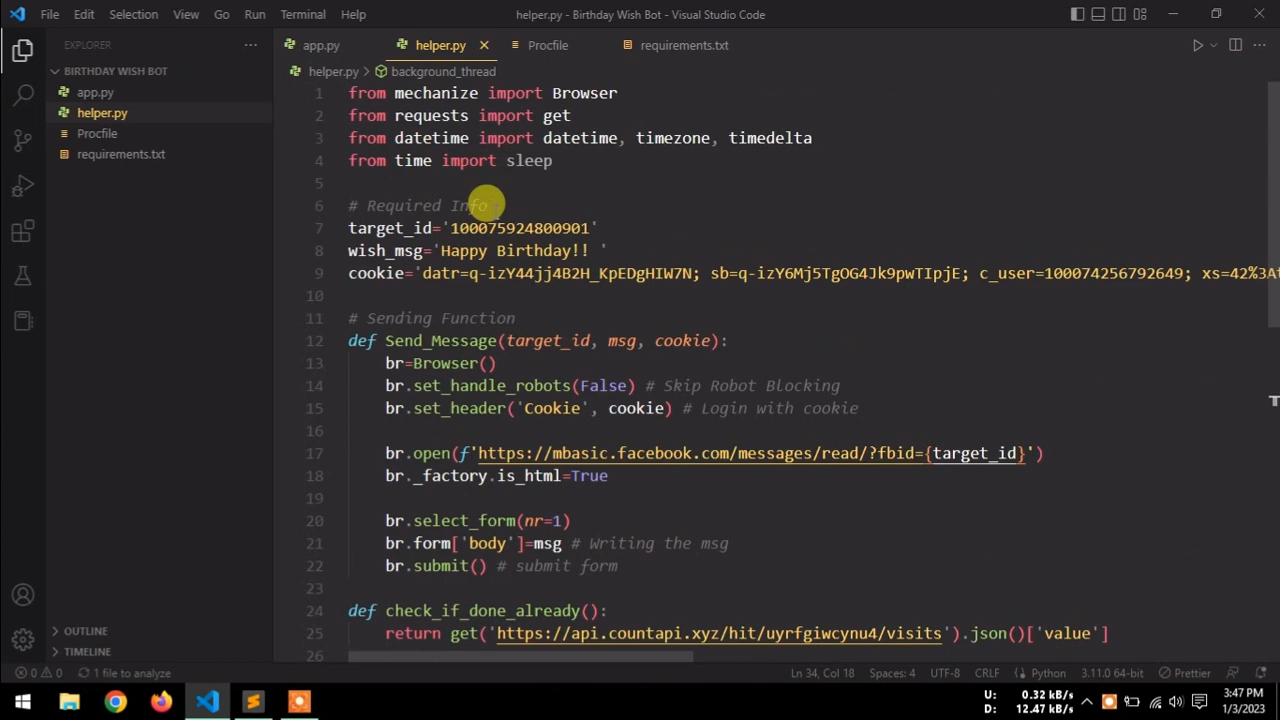 File Edit Selection View Go Run Terminal Help helper.py - Birthday Wish Bot - Visual Studio Code
EXPLORER
app.py helper.py Procfile requirements.txt
BIRTHDAY WISH BOT
helper.py > background_thread
app.py
helper.py
Procfile
requirements.txt
1 from mechanize import Browser
2 from requests import get
3 from datetime import datetime, timezone, timedelta
4 from time import sleep
5
6 # Required Info
7 target_id='100075924800901'
8 wish_msg='Happy Birthday!! '
9 cookie='datr=q-izY44jj4B2H_KpEDgHIW7N; sb=q-izY6Mj5TgOG4Jk9pwTIpjE; c_user=100074256792649; xs=42%3A
10
11 # Sending Function
12 def Send_Message(target_id, msg, cookie):
13 br=Browser()
14 br.set_handle_robots(False) # Skip Robot Blocking
15 br.set_header('Cookie', cookie) # Login with cookie
16
17 br.open(f'https://mbasic.facebook.com/messages/read/?fbid={target_id}')
18 br._factory.is_html=True
19
20 br.select_form(nr=1)
21 br.form['body']=msg # Writing the msg
22 br.submit() # submit form
23
24 def check_if_done_already():
25 return get('https://api.countapi.xyz/hit/uyrfgiwcynu4/visits').json()['value']
26
OUTLINE
TIMELINE
0 0 1 file to analyze Ln 34, Col 18 Spaces: 4 UTF-8 CRLF Python 3.11.0 64-bit Prettier
U: 0.32 kB/s
D: 12.47 kB/s
3:47 PM
1/3/2023